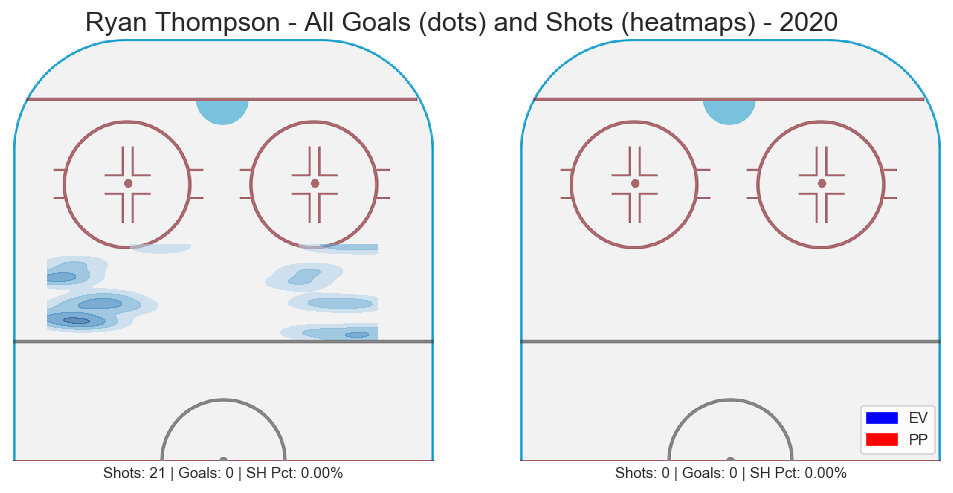 Ryan Thompson - All Goals (dots) and Shots (heatmaps) - 2020
EV
PP
Shots: 21 | Goals: 0 | SH Pct: 0.00%
Shots: 0 | Goals: 0 | SH Pct: 0.00%